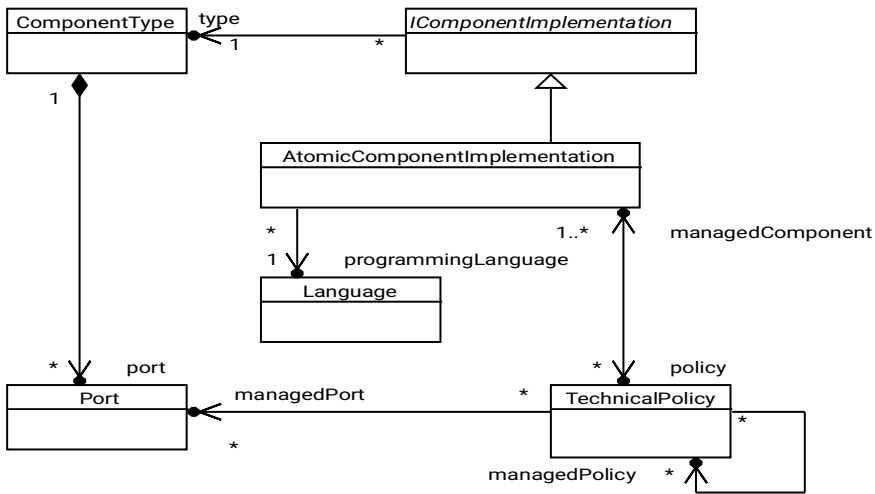 ComponentType
type
IComponentImplementation
1
*
1
AtomicComponentImplementation
*
1..*
managedComponent
1
programmingLanguage
Language
*
port
*
policy
Port
managedPort
*
TechnicalPolicy
*
*
managedPolicy
*